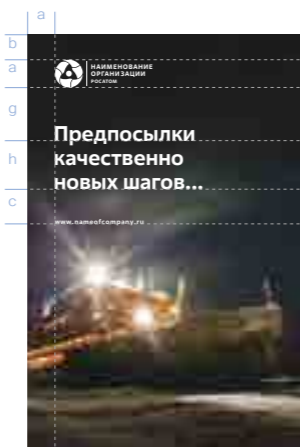 a
b
a
НАИМЕНОВАНИЕ
ОРГАНИЗАЦИИ
РОСАТОМ
g
Предпосылки
h
качественно
новых шагов...
c
www.nameofcompany.ru